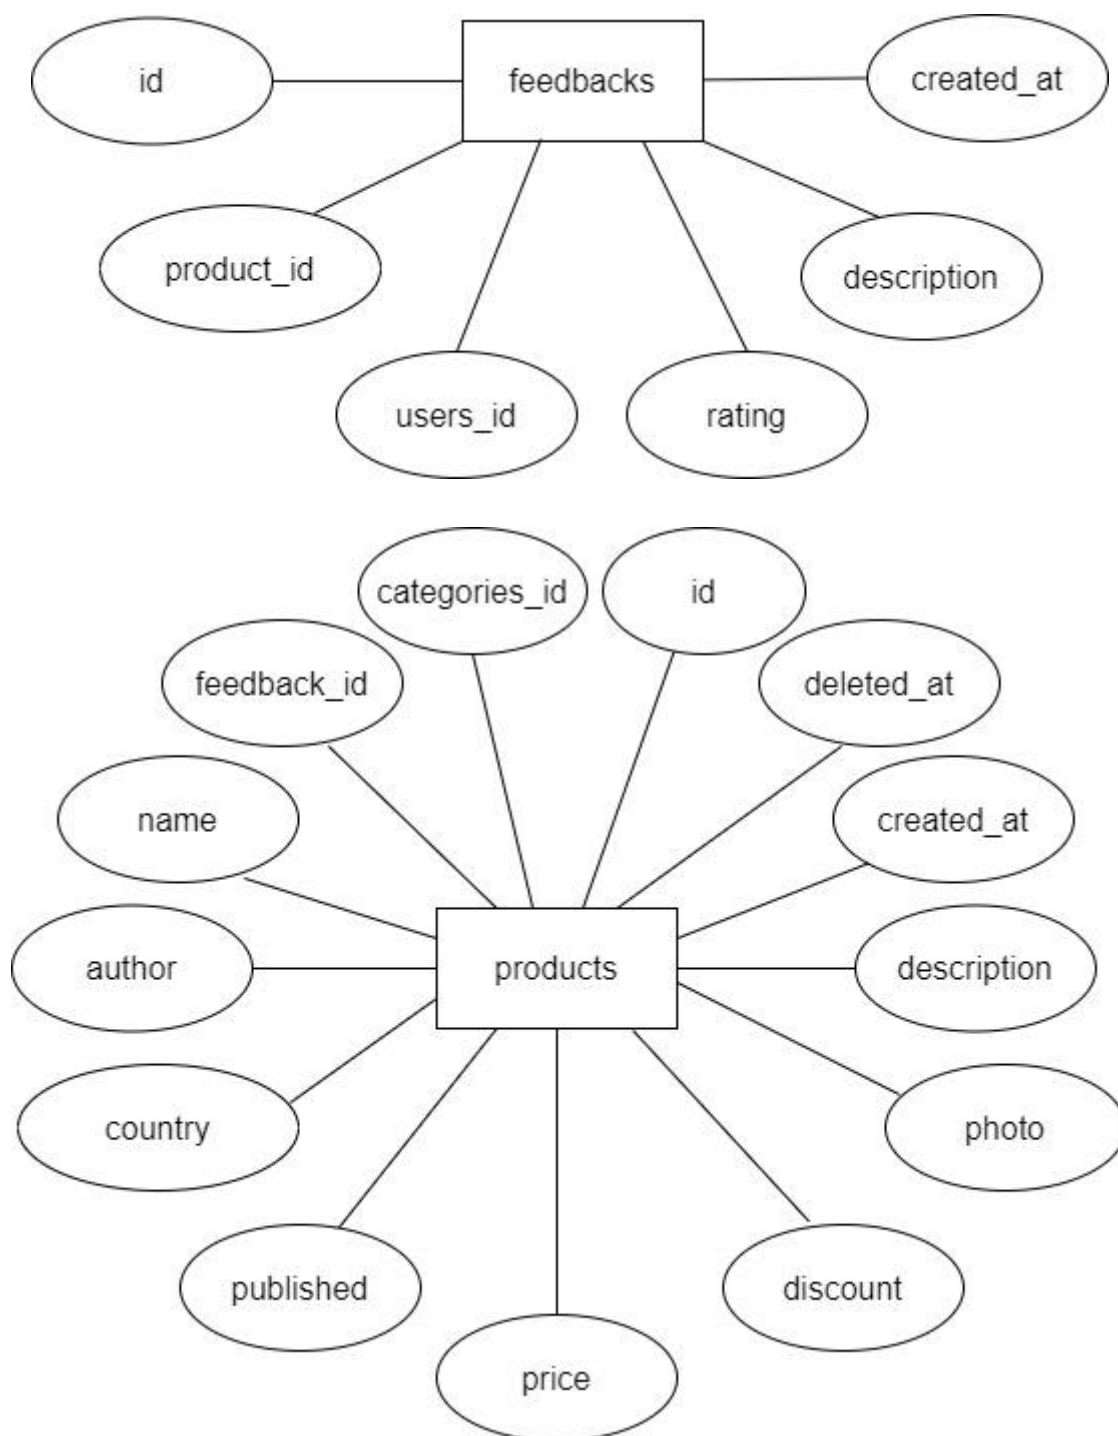 id
feedbacks
created_at
product_id
description
users_id
rating
categories_id
id
feedback_id
deleted_at
name
created_at
author
products
description
country
photo
published
discount
price